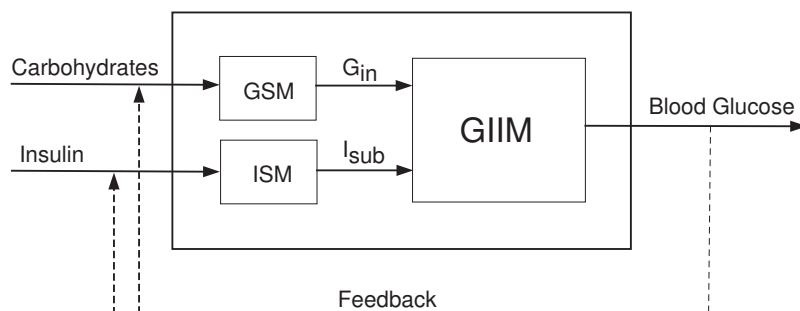 Carbohydrates
GSM
G_in
GIIM
Blood Glucose
Insulin
ISM
I_sub
Feedback